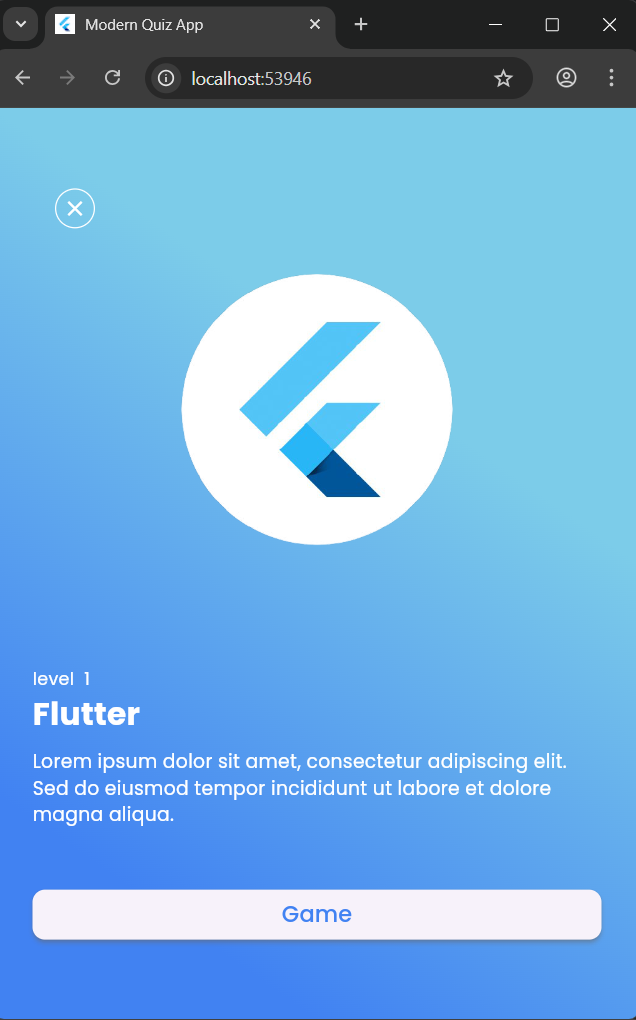 Modern Quiz App
localhost:53946
level 1
Flutter
Lorem ipsum dolor sit amet, consectetur adipiscing elit.
Sed do eiusmod tempor incididunt ut labore et dolore
magna aliqua.
Game